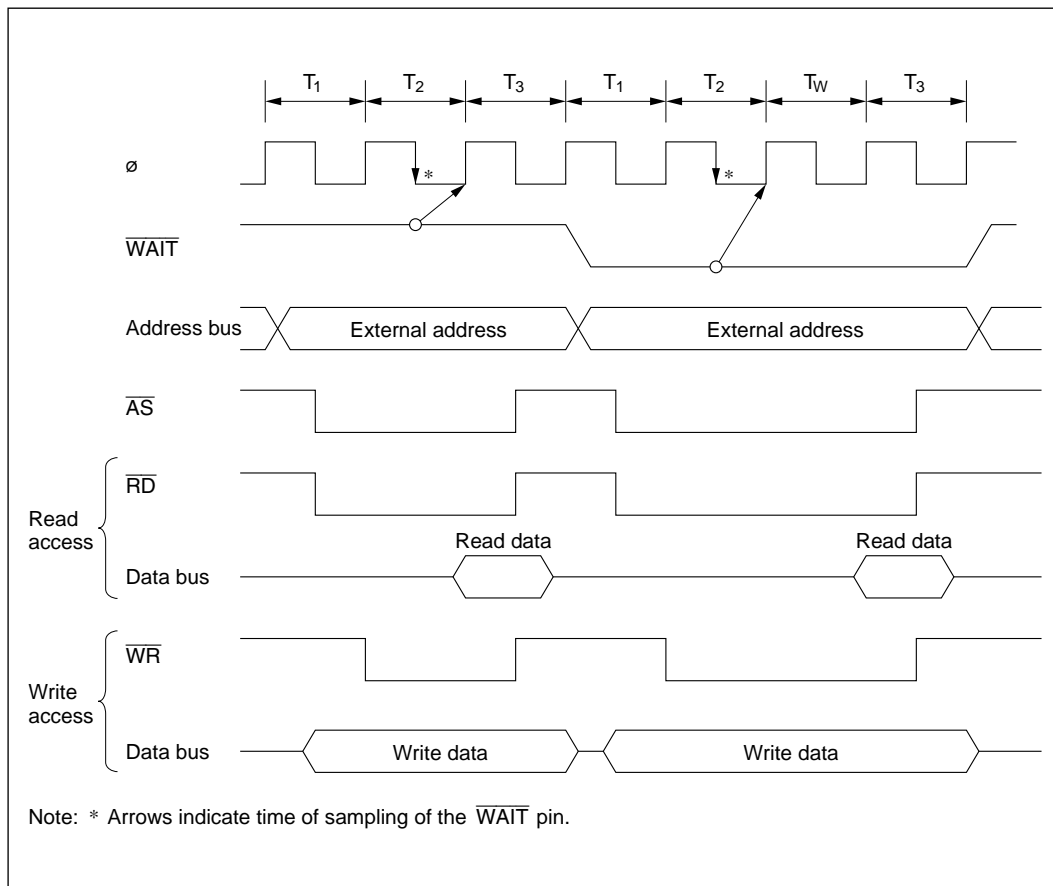 T1 T2 T3 T1 T2 TW T3
ø
* *
WAIT
Address bus External address External address
AS
Read access
RD
Read data Read data
Data bus
Write access
WR
Data bus Write data Write data
Note: * Arrows indicate time of sampling of the WAIT pin.